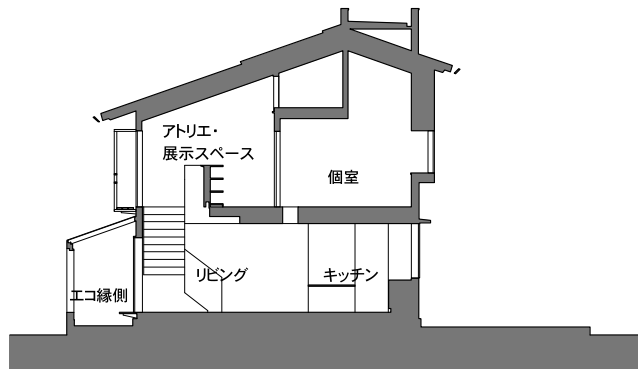 アトリエ・
展示スペース
個室
リビング
キッチン
エコ縁側